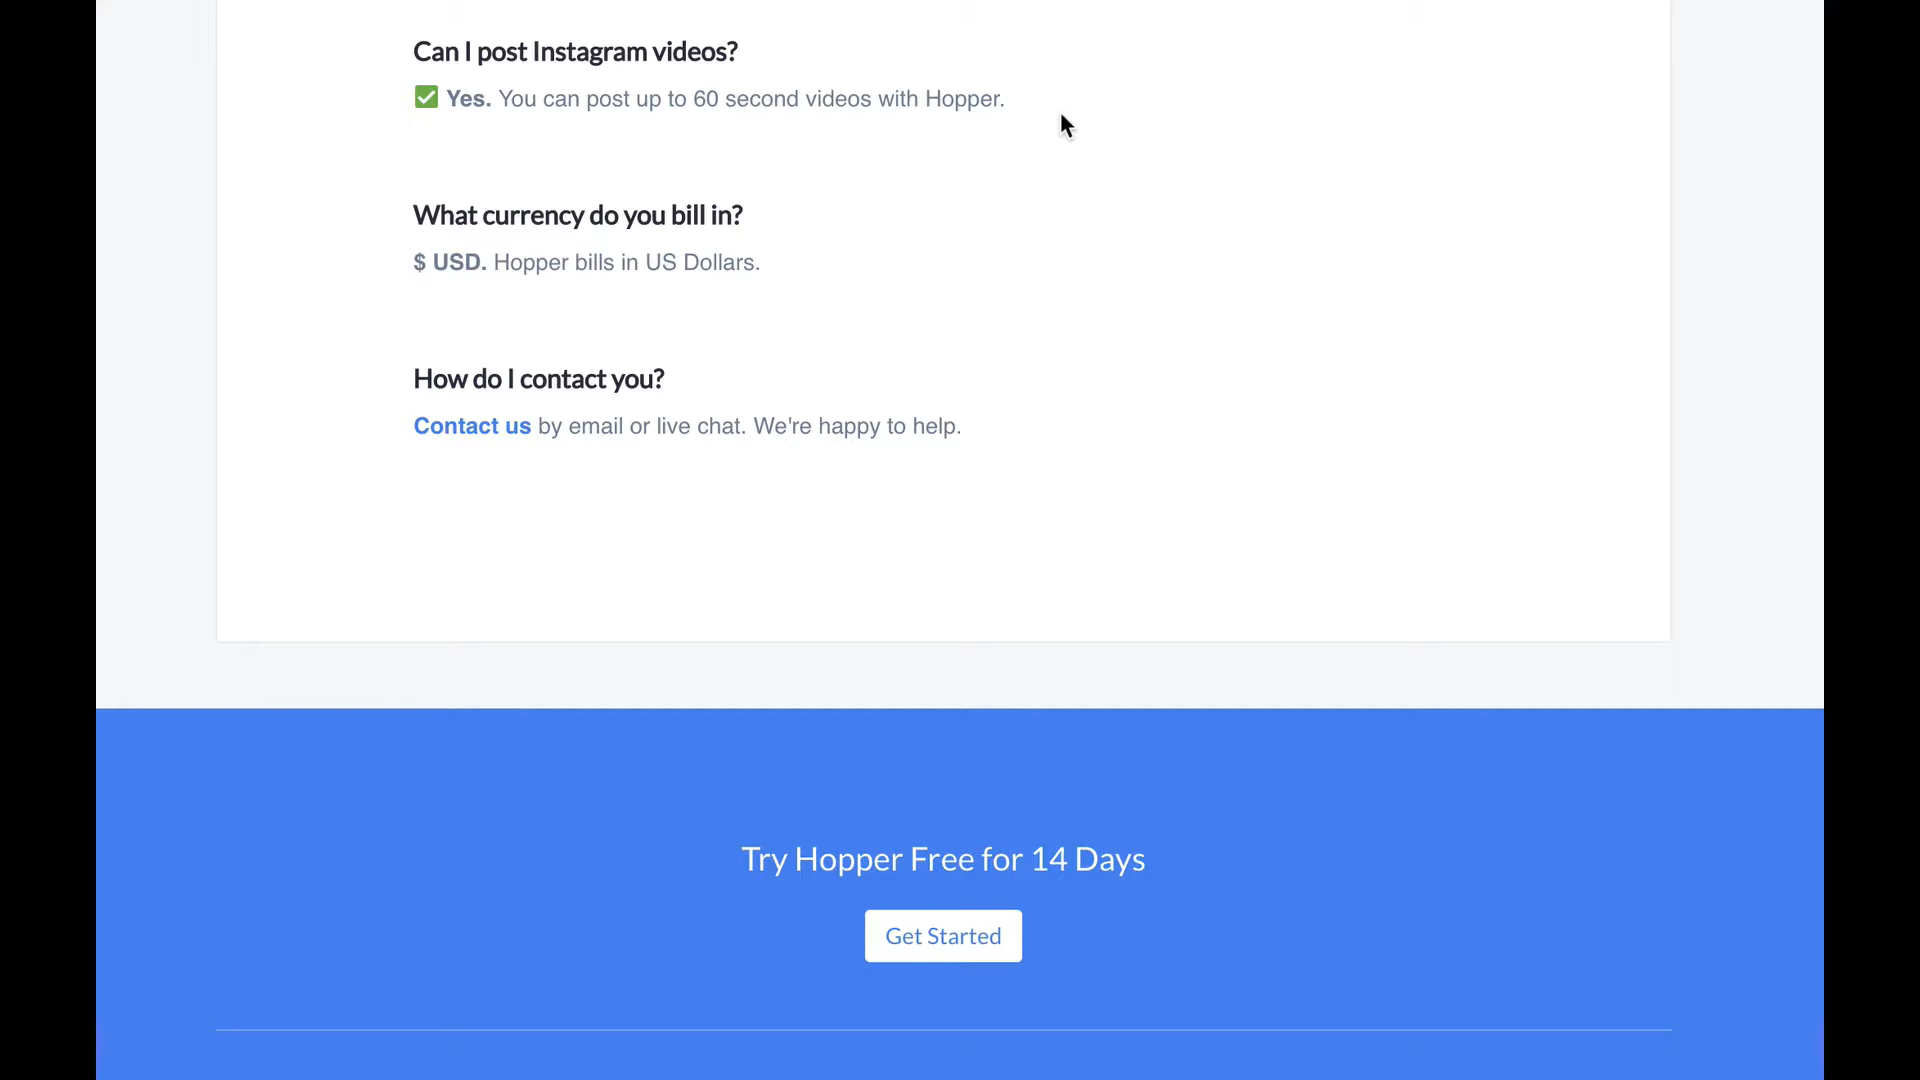 Can I post Instagram videos?
✅ Yes. You can post up to 60 second videos with Hopper.
What currency do you bill in?
$ USD. Hopper bills in US Dollars.
How do I contact you?
Contact us by email or live chat. We're happy to help.
Try Hopper Free for 14 Days
Get Started